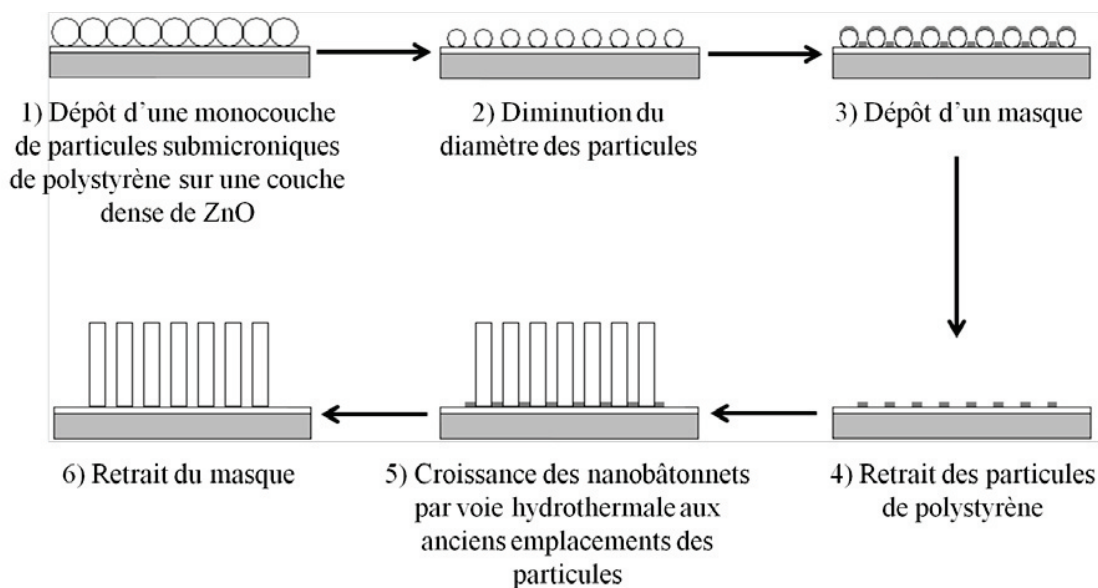 1) Dépôt d'une monocouche
de particules submicroniques
de polystyrène sur une couche
dense de ZnO
2) Diminution du
diamètre des particules
3) Dépôt d'un masque
6) Retrait du masque
5) Croissance des nanobâtonnets
par voie hydrothermale aux
anciens emplacements des
particules
4) Retrait des particules
de polystyrène